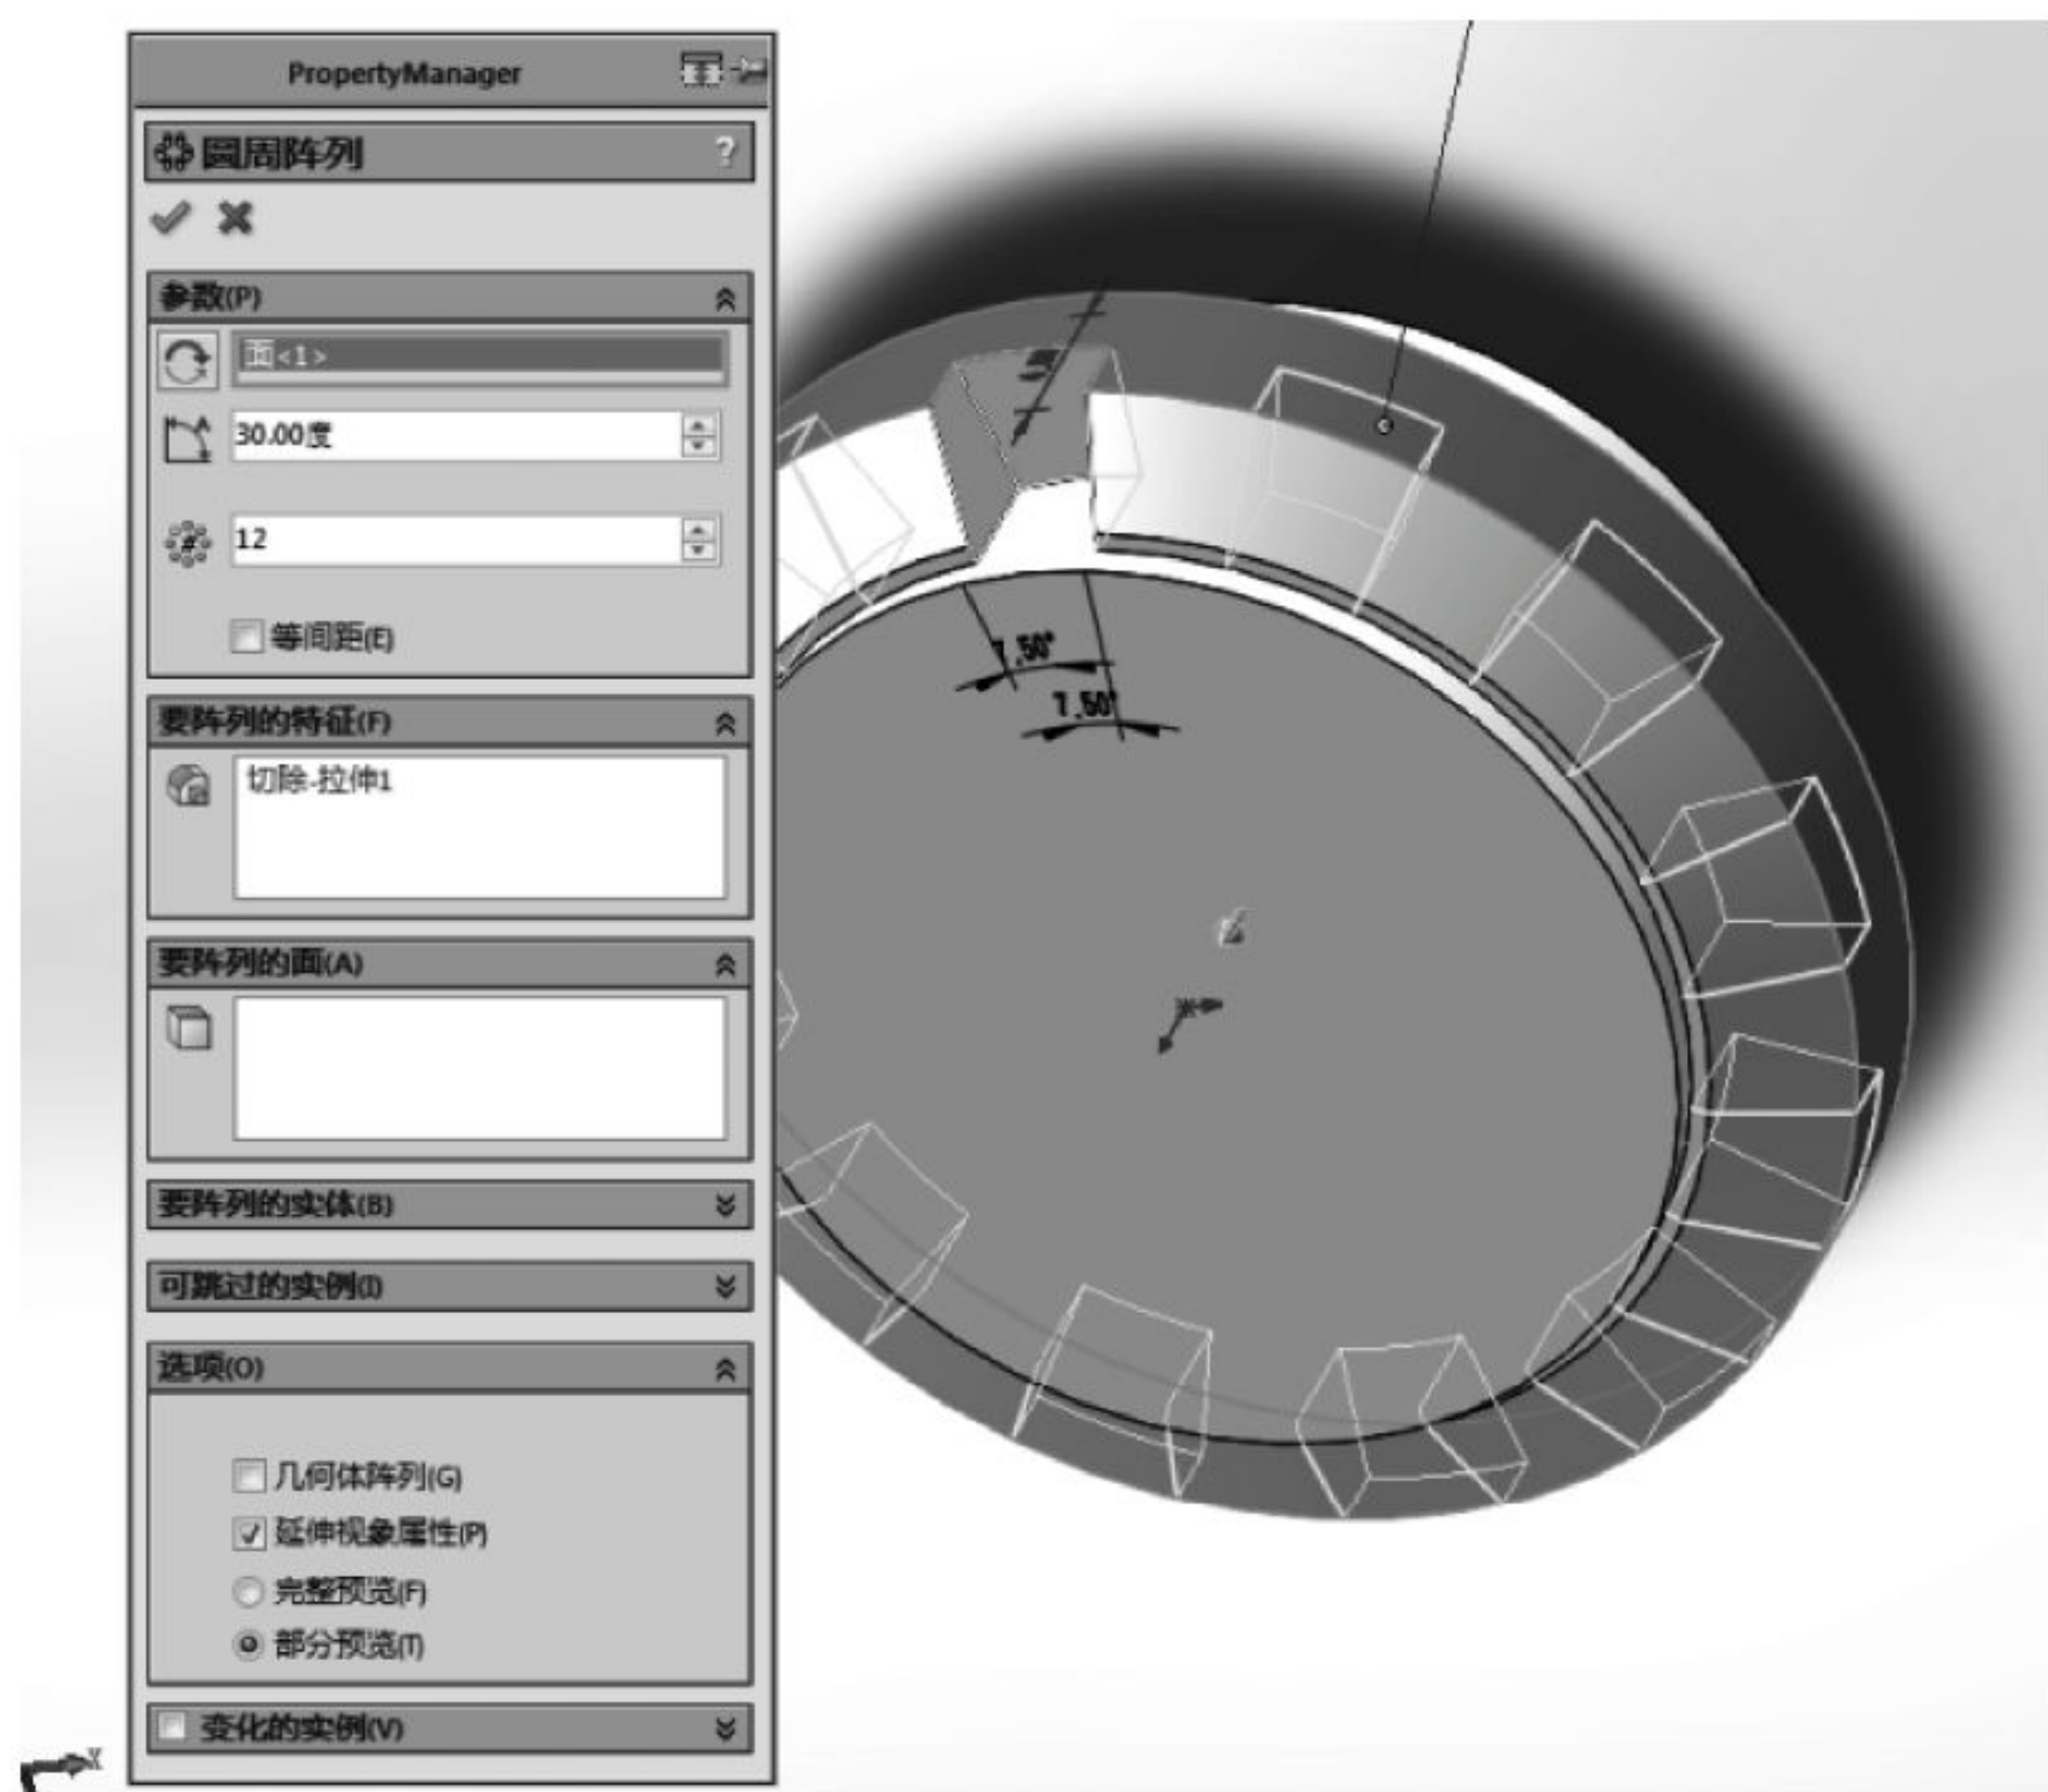 PropertyManager
圆周阵列 ?
参数(P)
面<1>
30.00度
12
等间距(E)
要阵列的特征(F)
切除-拉伸1
要阵列的面(A)
要阵列的实体(B)
可跳过的实例(I)
选项(O)
几何体阵列(G)
延伸视象属性(P)
完整预览(F)
部分预览(T)
变化的实例(V)
7.50°
7.50°
X